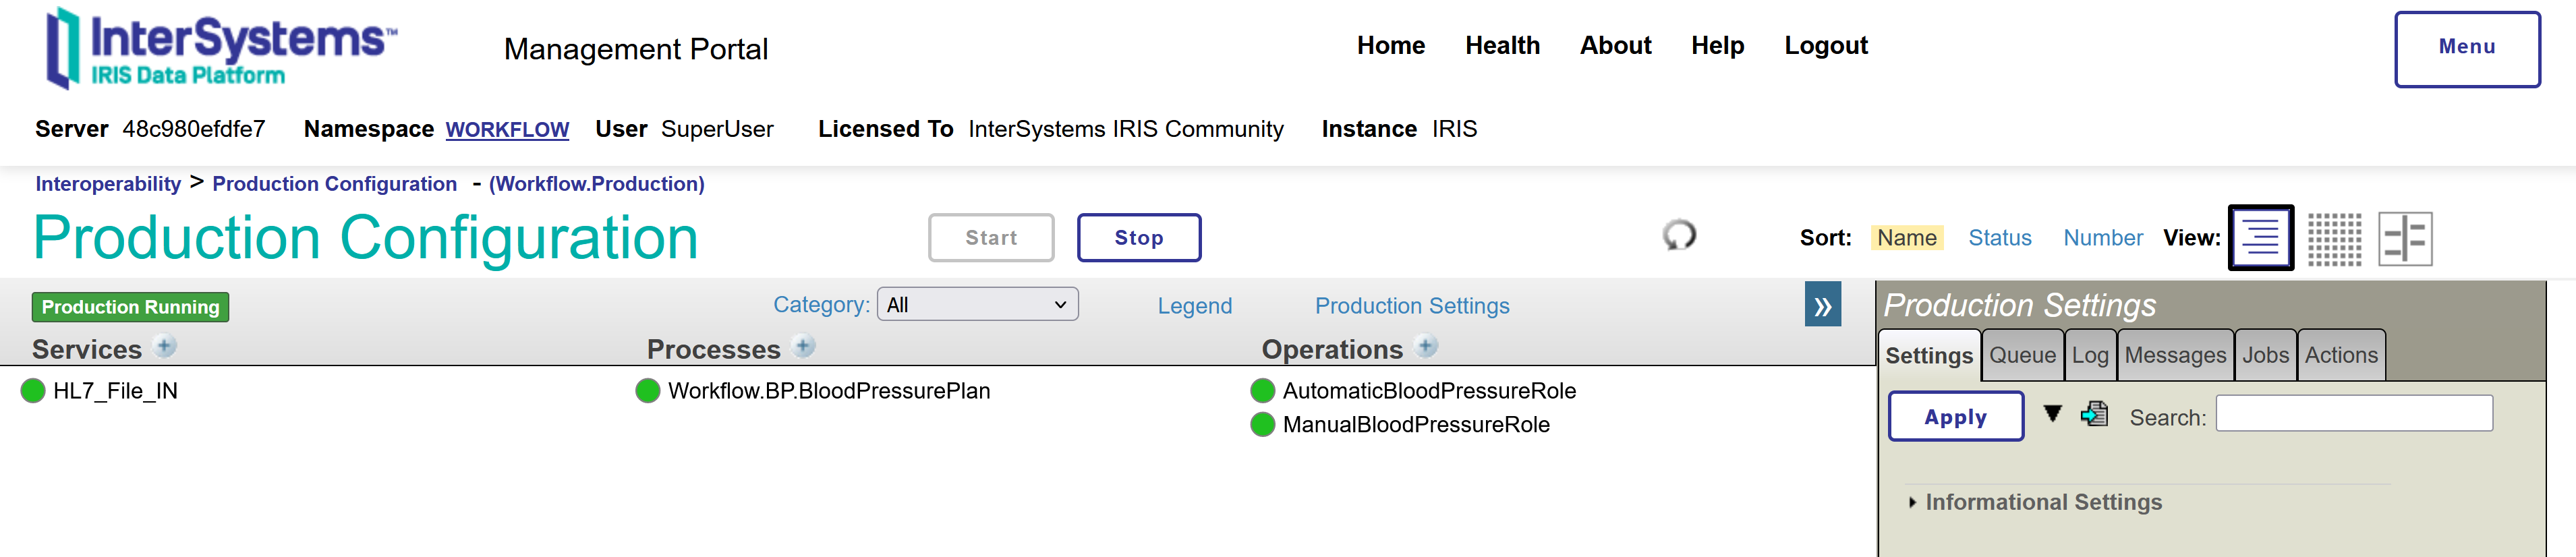 InterSystems™
IRIS Data Platform
Management Portal
Home Health About Help Logout
Menu
Server 48c980efdfe7 Namespace WORKFLOW User SuperUser Licensed To InterSystems IRIS Community Instance IRIS
Interoperability > Production Configuration - (Workflow.Production)
Production Configuration
Start
Stop
Sort: Name Status Number View:
Production Running
Category: All
Legend
Production Settings
»
Services
Processes
Operations
HL7_File_IN
Workflow.BP.BloodPressurePlan
AutomaticBloodPressureRole
ManualBloodPressureRole
Production Settings
Settings Queue Log Messages Jobs Actions
Apply
Search:
Informational Settings